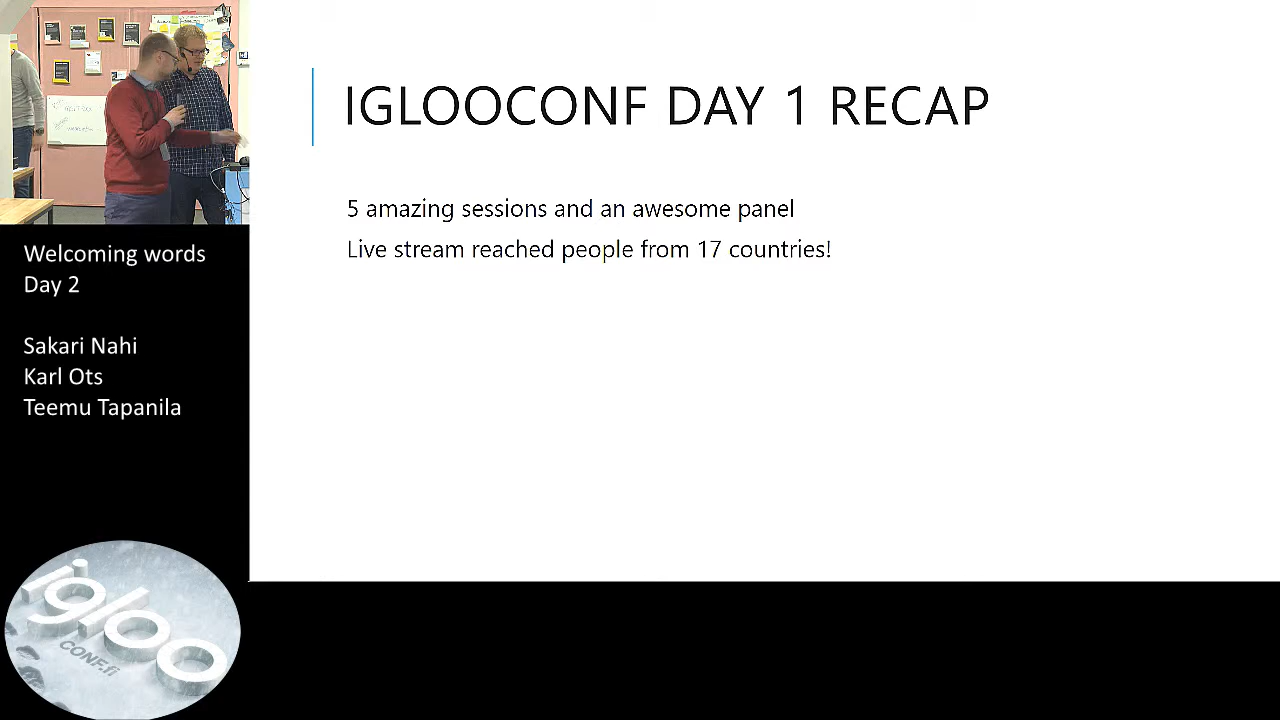 IGLOOCONF DAY 1 RECAP
5 amazing sessions and an awesome panel
Live stream reached people from 17 countries!
Welcoming words
Day 2
Sakari Nahi
Karl Ots
Teemu Tapanila
igloo
CONF.fi